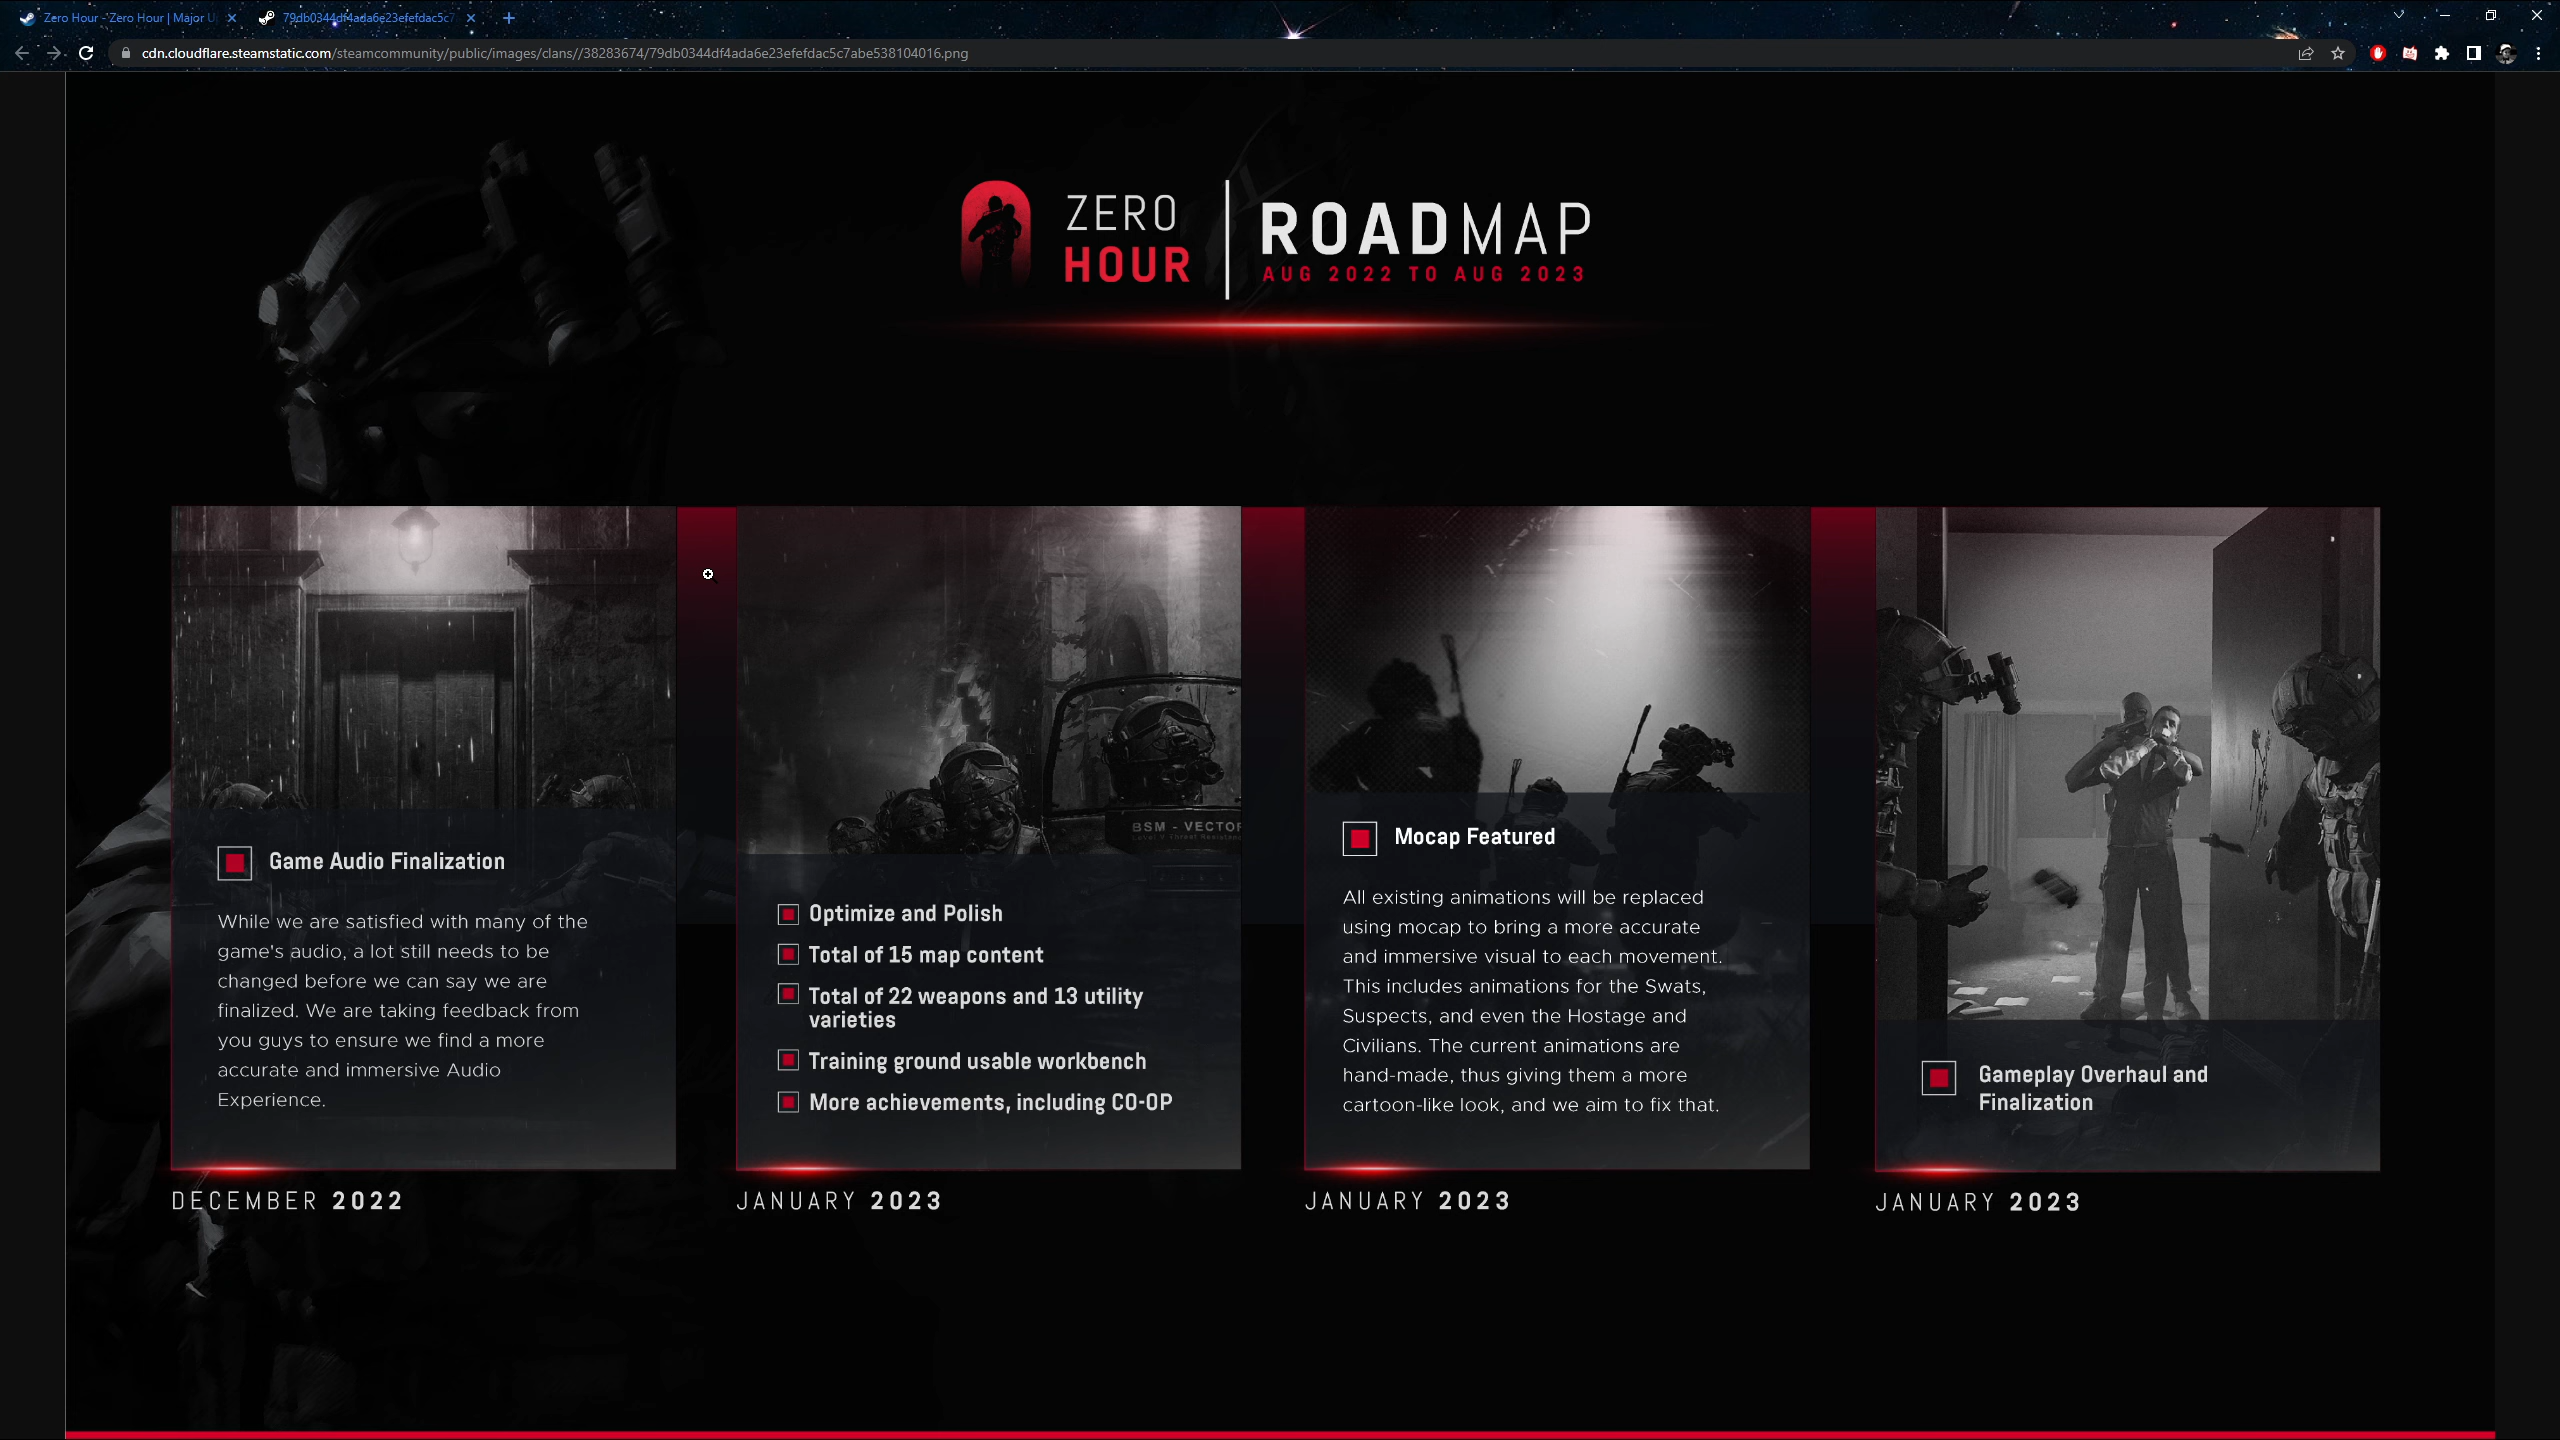 Zero Hour - Zero Hour | Major U
79db0344df4ada6e23efefdac5c7
cdn.cloudflare.steamstatic.com/steamcommunity/public/images/clans//38283674/79db0344df4ada6e23efefdac5c7abe538104016.png
ZERO
HOUR
ROADMAP
AUG 2022 TO AUG 2023
Game Audio Finalization
While we are satisfied with many of the
game's audio, a lot still needs to be
changed before we can say we are
finalized. We are taking feedback from
you guys to ensure we find a more
accurate and immersive Audio
Experience.
DECEMBER 2022
BSM - VECTOR
Optimize and Polish
Total of 15 map content
Total of 22 weapons and 13 utility
varieties
Training ground usable workbench
More achievements, including CO-OP
JANUARY 2023
Mocap Featured
All existing animations will be replaced
using mocap to bring a more accurate
and immersive visual to each movement.
This includes animations for the Swats,
Suspects, and even the Hostage and
Civilians. The current animations are
hand-made, thus giving them a more
cartoon-like look, and we aim to fix that.
JANUARY 2023
Gameplay Overhaul and
Finalization
JANUARY 2023